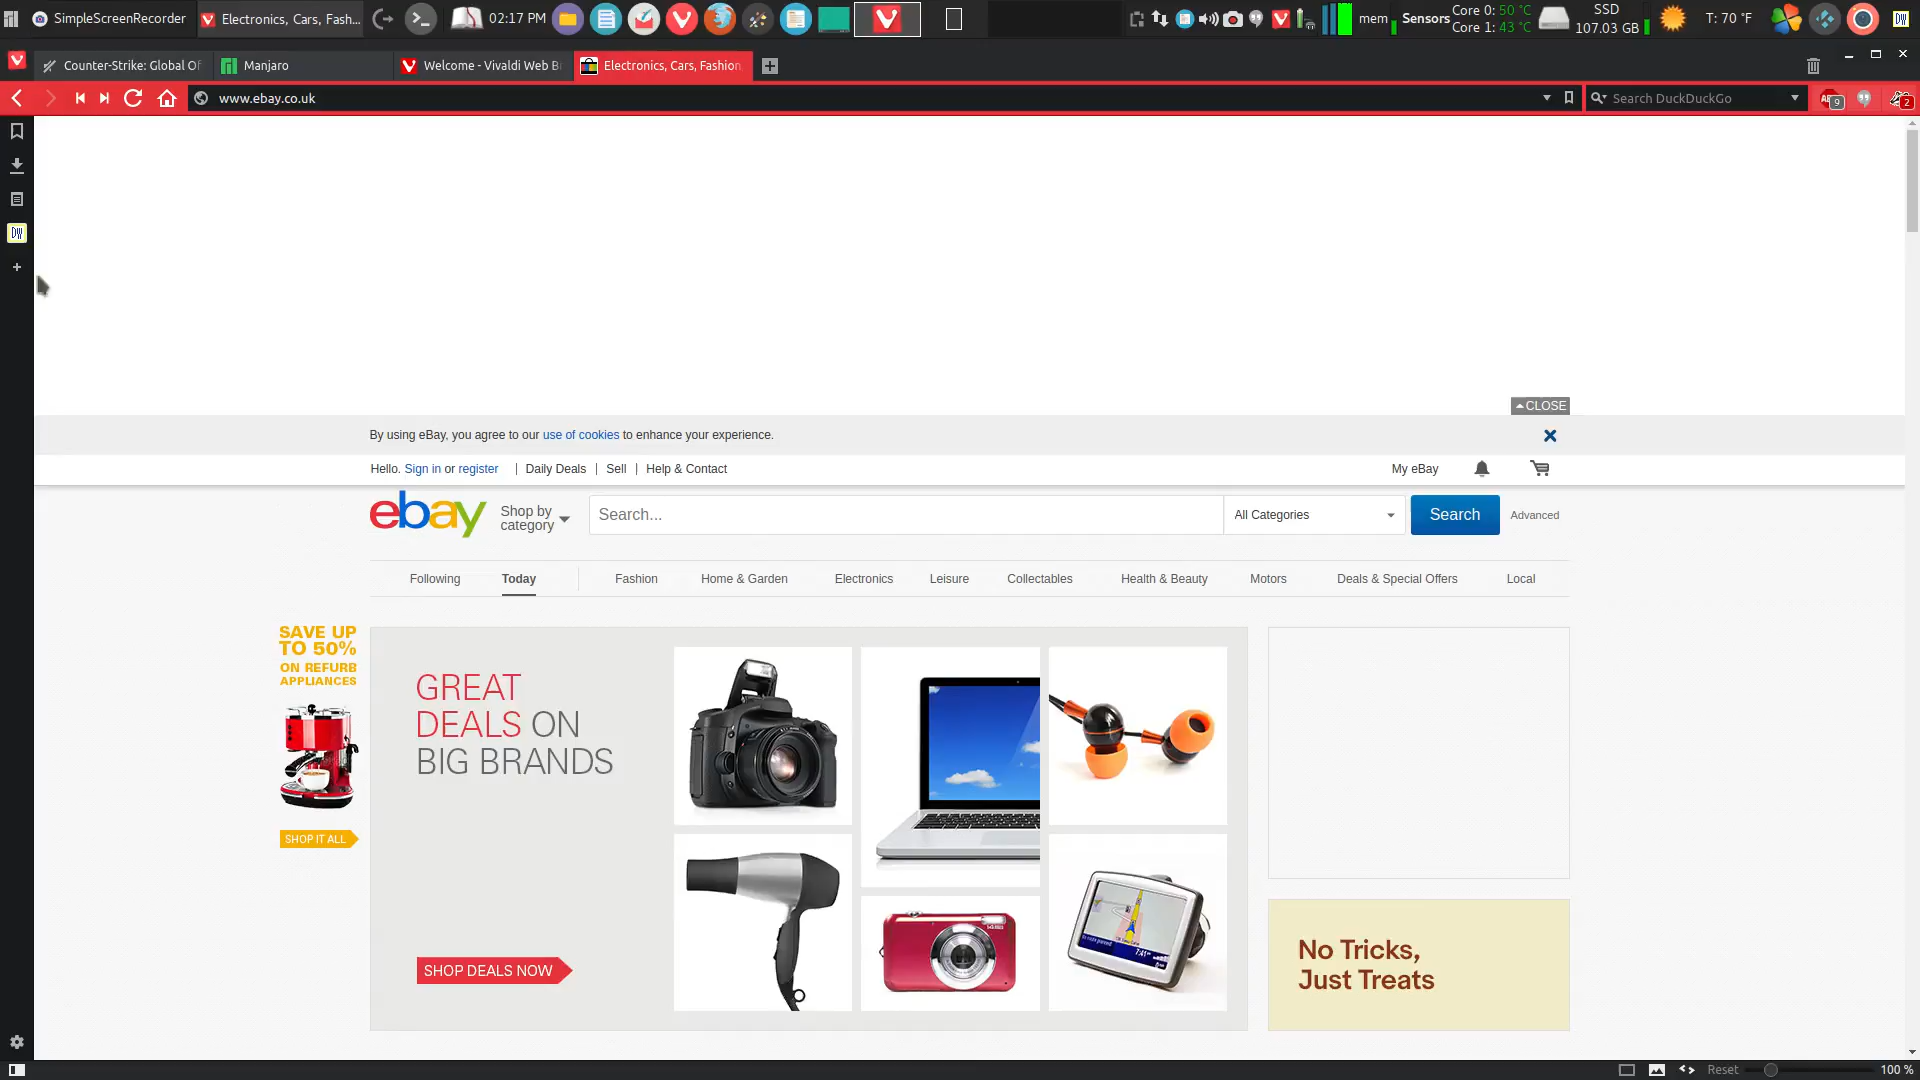 SimpleScreenRecorder
Electronics, Cars, Fash...
02:17 PM
mem
Sensors
Core 0: 50 °C
Core 1: 43 °C
SSD
107.03 GB
T: 70 °F
DW
Counter-Strike: Global Of
Manjaro
Welcome - Vivaldi Web B
Electronics, Cars, Fashion,
www.ebay.co.uk
Search DuckDuckGo
9
2
DW
CLOSE
By using eBay, you agree to our use of cookies to enhance your experience.
Hello. Sign in or register | Daily Deals | Sell | Help & Contact
My eBay
ebay
Shop by
category
Search...
All Categories
Search
Advanced
Following
Today
Fashion
Home & Garden
Electronics
Leisure
Collectables
Health & Beauty
Motors
Deals & Special Offers
Local
SAVE UP
TO 50%
ON REFURB
APPLIANCES
SHOP IT ALL
GREAT
DEALS ON
BIG BRANDS
SHOP DEALS NOW
No Tricks,
Just Treats
Reset
100 %